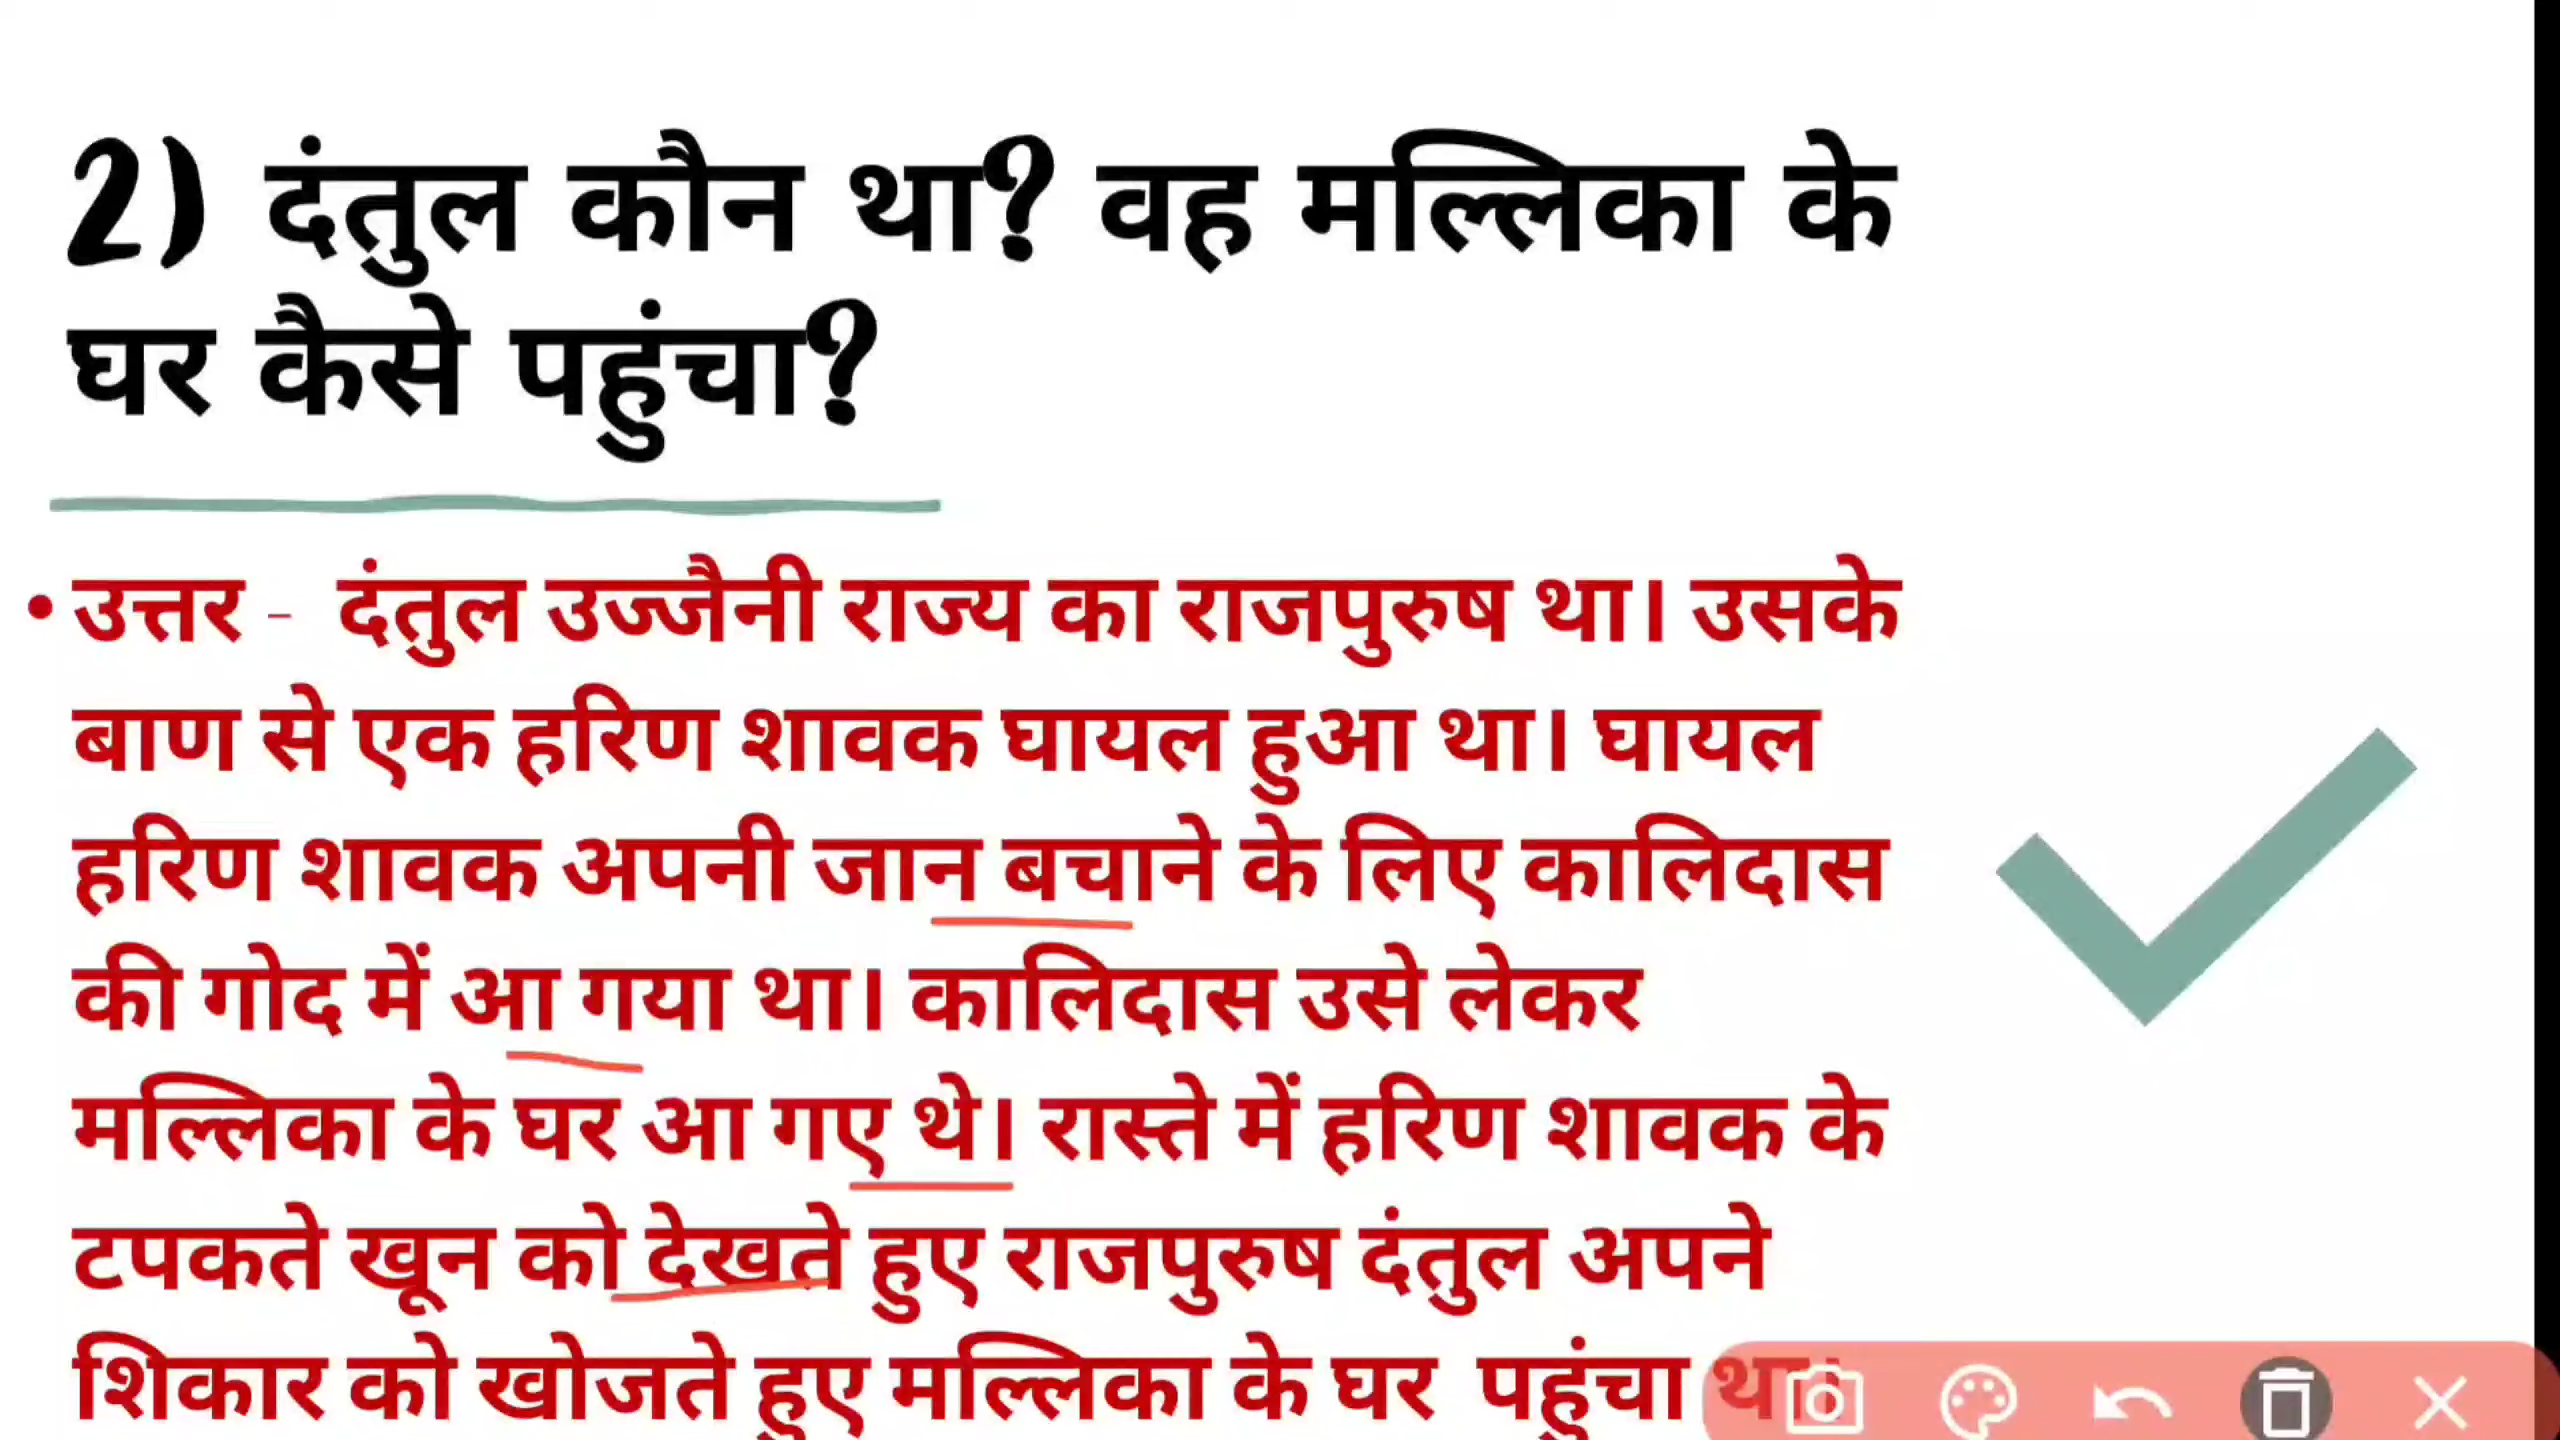 2) दंतुल कौन था? वह मल्लिका के
घर कैसे पहुंचा?
• उत्तर - दंतुल उज्जैनी राज्य का राजपुरुष था। उसके
बाण से एक हरिण शावक घायल हुआ था। घायल
हरिण शावक अपनी जान बचाने के लिए कालिदास
की गोद में आ गया था। कालिदास उसे लेकर
मल्लिका के घर आ गए थे। रास्ते में हरिण शावक के
टपकते खून को देखते हुए राजपुरुष दंतुल अपने
शिकार को खोजते हुए मल्लिका के घर पहुंचा था।